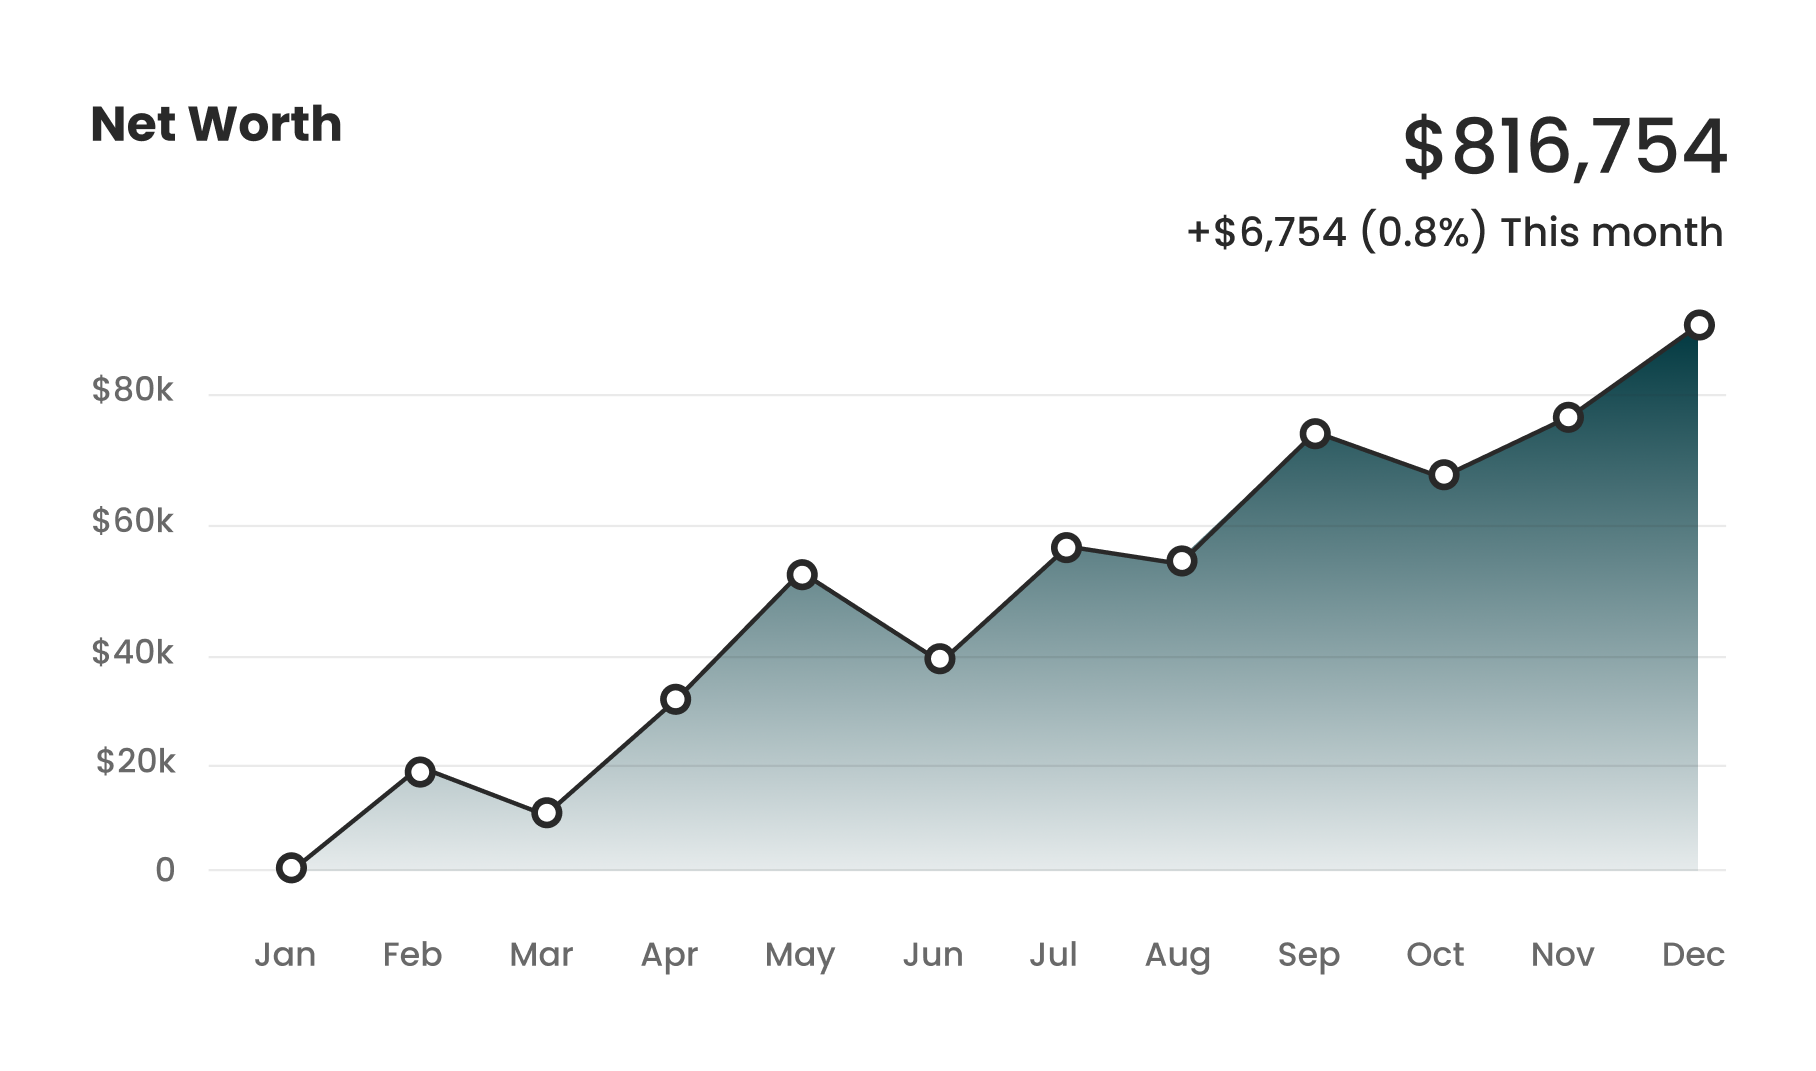 Net Worth
$816,754
+$6,754 (0.8%) This month
$80k
$60k
$40k
$20k
0
Jan Feb Mar Apr May Jun Jul Aug Sep Oct Nov Dec